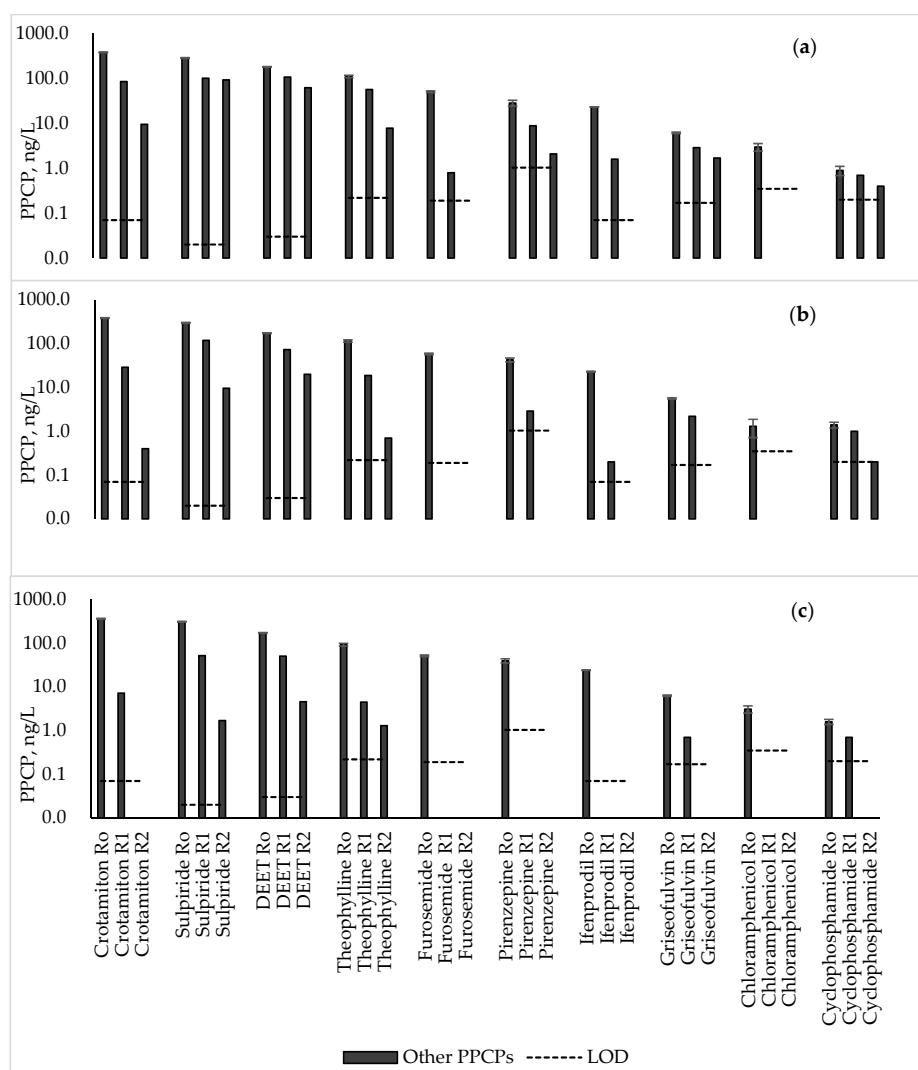 (a)
1000.0
100.0
10.0
1.0
0.1
0.0
PPCP, ng/L
(b)
1000.0
100.0
10.0
1.0
0.1
0.0
PPCP, ng/L
(c)
1000.0
100.0
10.0
1.0
0.1
0.0
PPCP, ng/L
Crotamiton Ro
Crotamiton R1
Crotamiton R2
Sulpiride Ro
Sulpiride R1
Sulpiride R2
DEET Ro
DEET R1
DEET R2
Theophylline Ro
Theophylline R1
Theophylline R2
Furosemide Ro
Furosemide R1
Furosemide R2
Pirenzepine Ro
Pirenzepine R1
Pirenzepine R2
Ifenprodil Ro
Ifenprodil R1
Ifenprodil R2
Griseofulvin Ro
Griseofulvin R1
Griseofulvin R2
Chloramphenicol Ro
Chloramphenicol R1
Chloramphenicol R2
Cyclophosphamide Ro
Cyclophosphamide R1
Cyclophosphamide R2
Other PPCPs
LOD